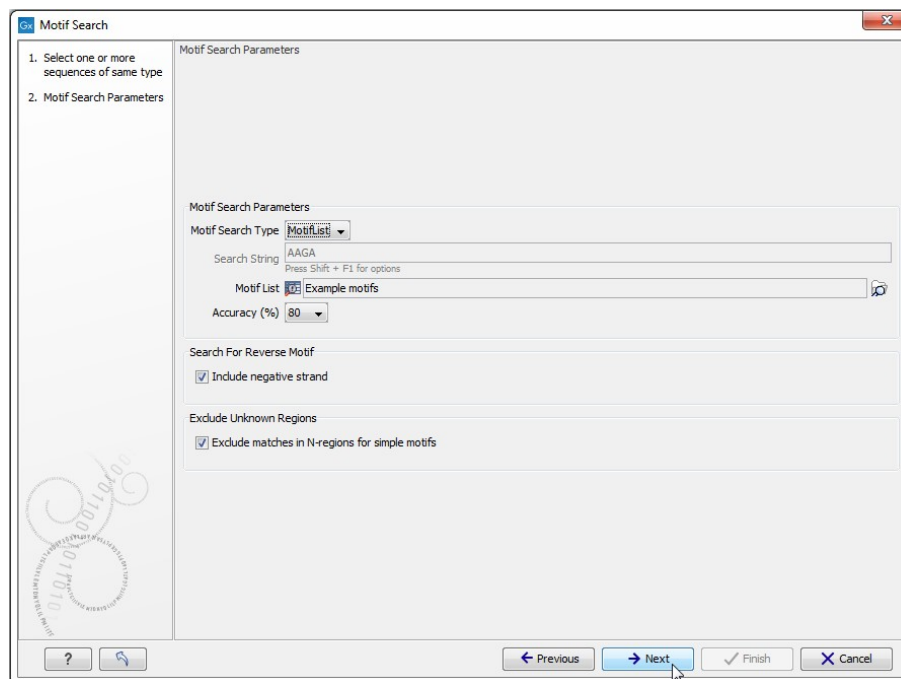 Gx Motif Search
1. Select one or more
sequences of same type
2. Motif Search Parameters
Motif Search Parameters
Motif Search Parameters
Motif Search Type MotifList
Search String AAGA
Press Shift + F1 for options
Motif List Example motifs
Accuracy (%) 80
Search For Reverse Motif
Include negative strand
Exclude Unknown Regions
Exclude matches in N-regions for simple motifs
? Previous Next Finish Cancel